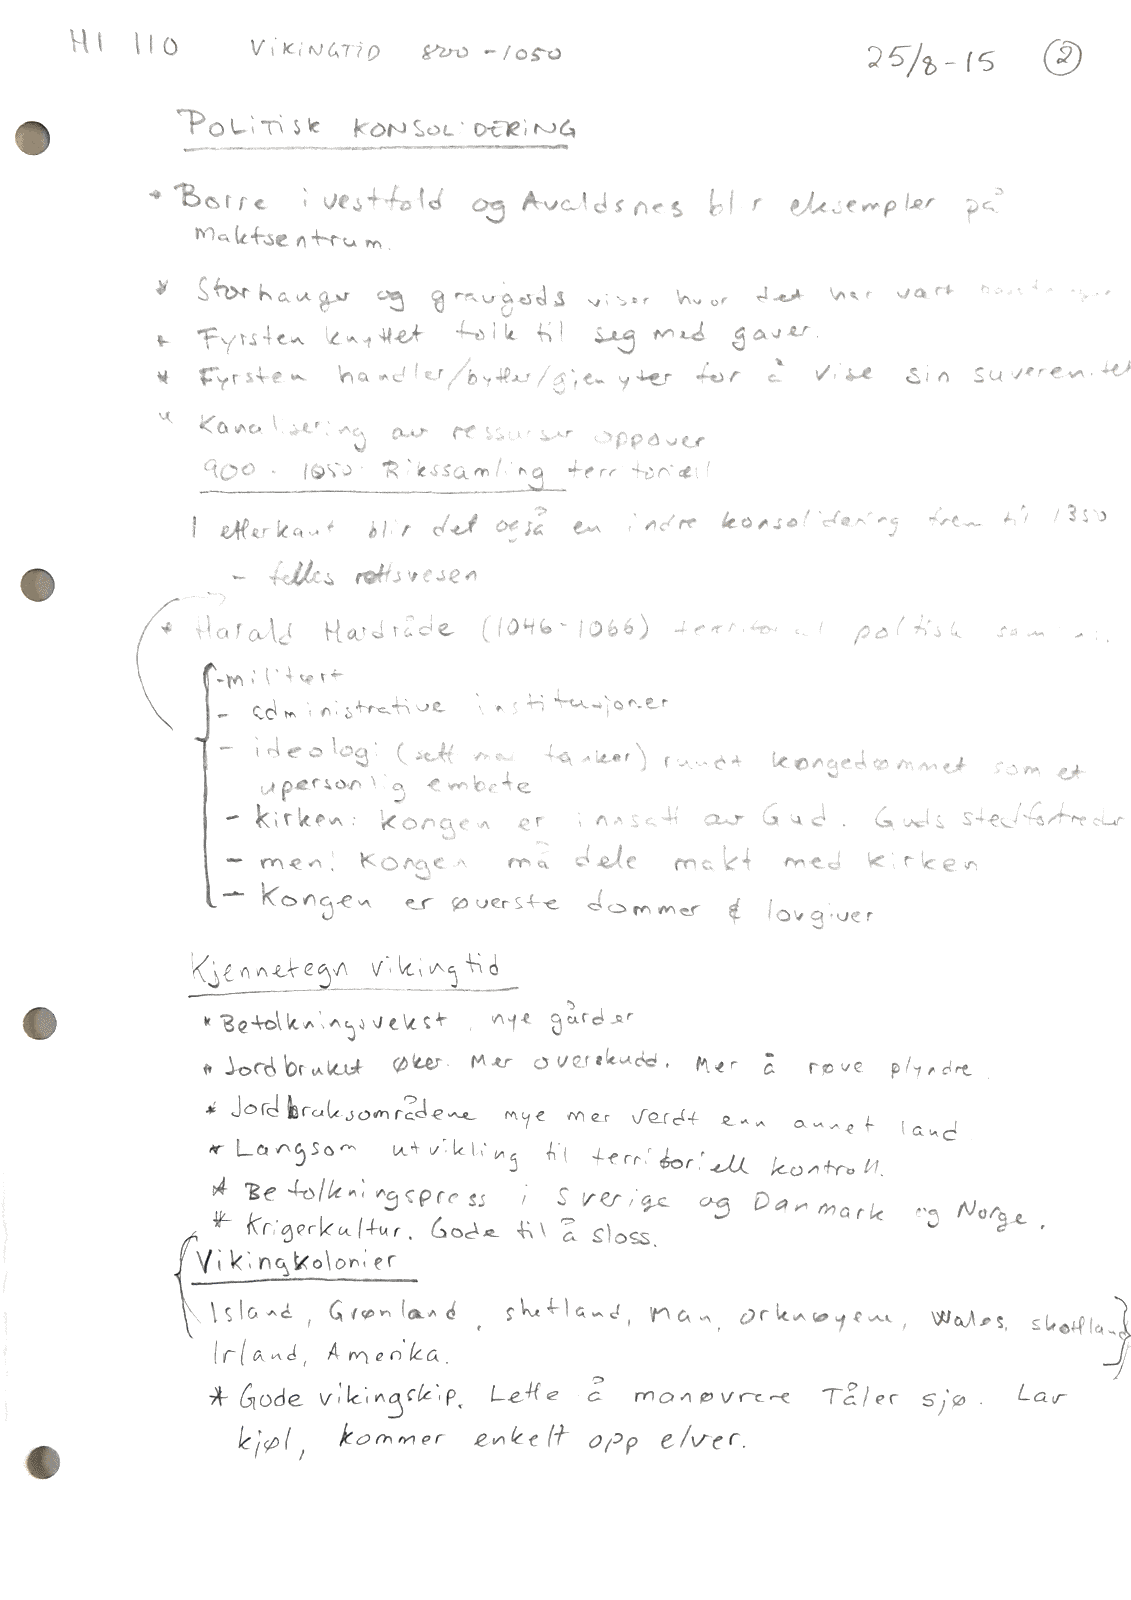 HI 110 VIKINGTID 800-1050 25/8-15 2
POLITISK KONSOLIDERING
* Borre i vestfold og Avaldsnes blir eksempler på
maktsentrum.
* Storhauger og gravgods viser hvor det har vært
* Fyrsten knyttet folk til seg med gaver.
* Fyrsten handler/bytter/gjenyter for å vise sin suverenitet
* Kanalisering av ressurser oppover
900-1050 Rikssamling territoriell
I etterkant blir det også en indre konsolidering frem til 1350
- felles rettsvesen
* Harald Hardråde (1046-1066) territorial politisk
- militært
- administrative institusjoner
- ideologi (sett tanker) rundt kongedømmet som et
upersonlig embete
- kirken: kongen er innsatt av Gud. Guds stedfortreder
- men! Kongen må dele makt med kirken
- Kongen er øverste dommer & lovgiver
Kjennetegn vikingtid
* Befolkningsvekst, nye gårder
* Jordbruket øker. Mer overskudd. Mer å røve plyndre
* Jordbruksområdene mye mer verdt enn annet land
* Langsom utvikling til territoriell kontroll.
* Befolkningspress i Sverige og Danmark og Norge.
* Krigerkultur. Gode til å sloss.
Vikingkolonier
Island, Grønland, shetland, Man, orknøyene, Wales, skottland
Irland, Amerika.
* Gode vikingskip. Lette å manøvrere Tåler sjø. Lav
kjøl, kommer enkelt opp elver.